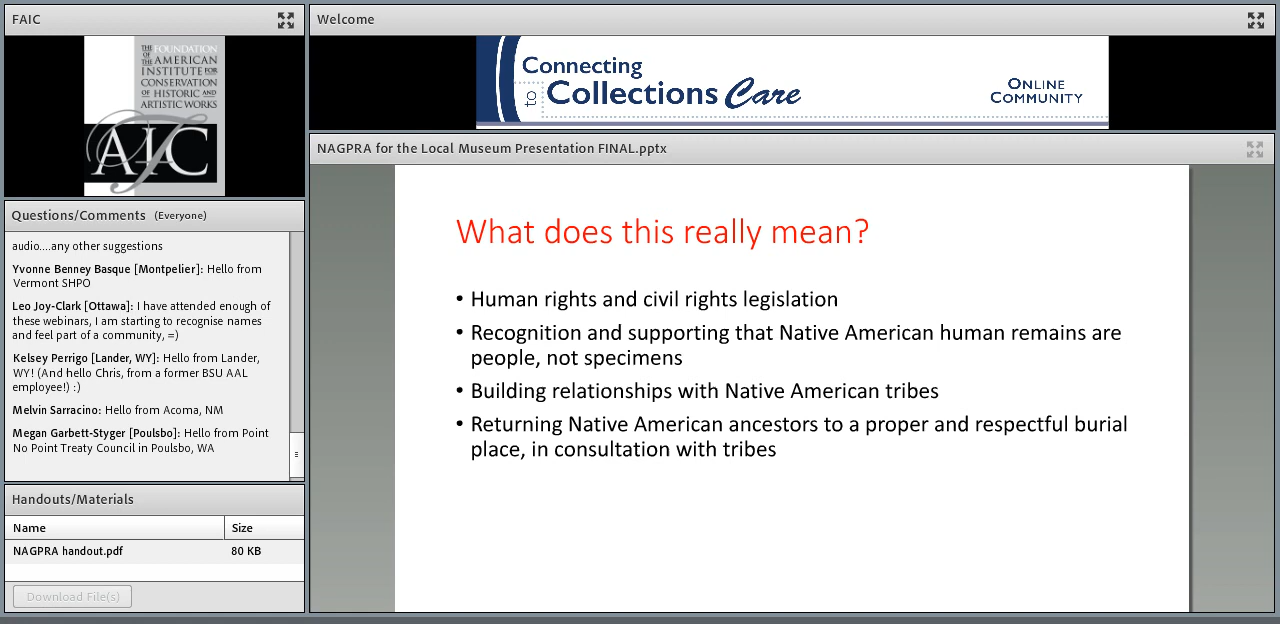 FAIC
THE FOUNDATION
OF THE AMERICAN
INSTITUTE FOR
CONSERVATION
OF HISTORIC AND
ARTISTIC WORKS
AIC
Questions/Comments (Everyone)
audio....any other suggestions
Yvonne Benney Basque [Montpelier]: Hello from
Vermont SHPO
Leo Joy-Clark [Ottawa]: I have attended enough of
these webinars, I am starting to recognise names
and feel part of a community, =)
Kelsey Perrigo [Lander, WY]: Hello from Lander,
WY! (And hello Chris, from a former BSU AAL
employee!) :)
Melvin Sarracino: Hello from Acoma, NM
Megan Garbett-Styger [Poulsbo]: Hello from Point
No Point Treaty Council in Poulsbo, WA
Handouts/Materials
Name Size
NAGPRA handout.pdf 80 KB
Download File(s)
Welcome
Connecting
to Collections Care
ONLINE
COMMUNITY
NAGPRA for the Local Museum Presentation FINAL.pptx
What does this really mean?
• Human rights and civil rights legislation
• Recognition and supporting that Native American human remains are
people, not specimens
• Building relationships with Native American tribes
• Returning Native American ancestors to a proper and respectful burial
place, in consultation with tribes